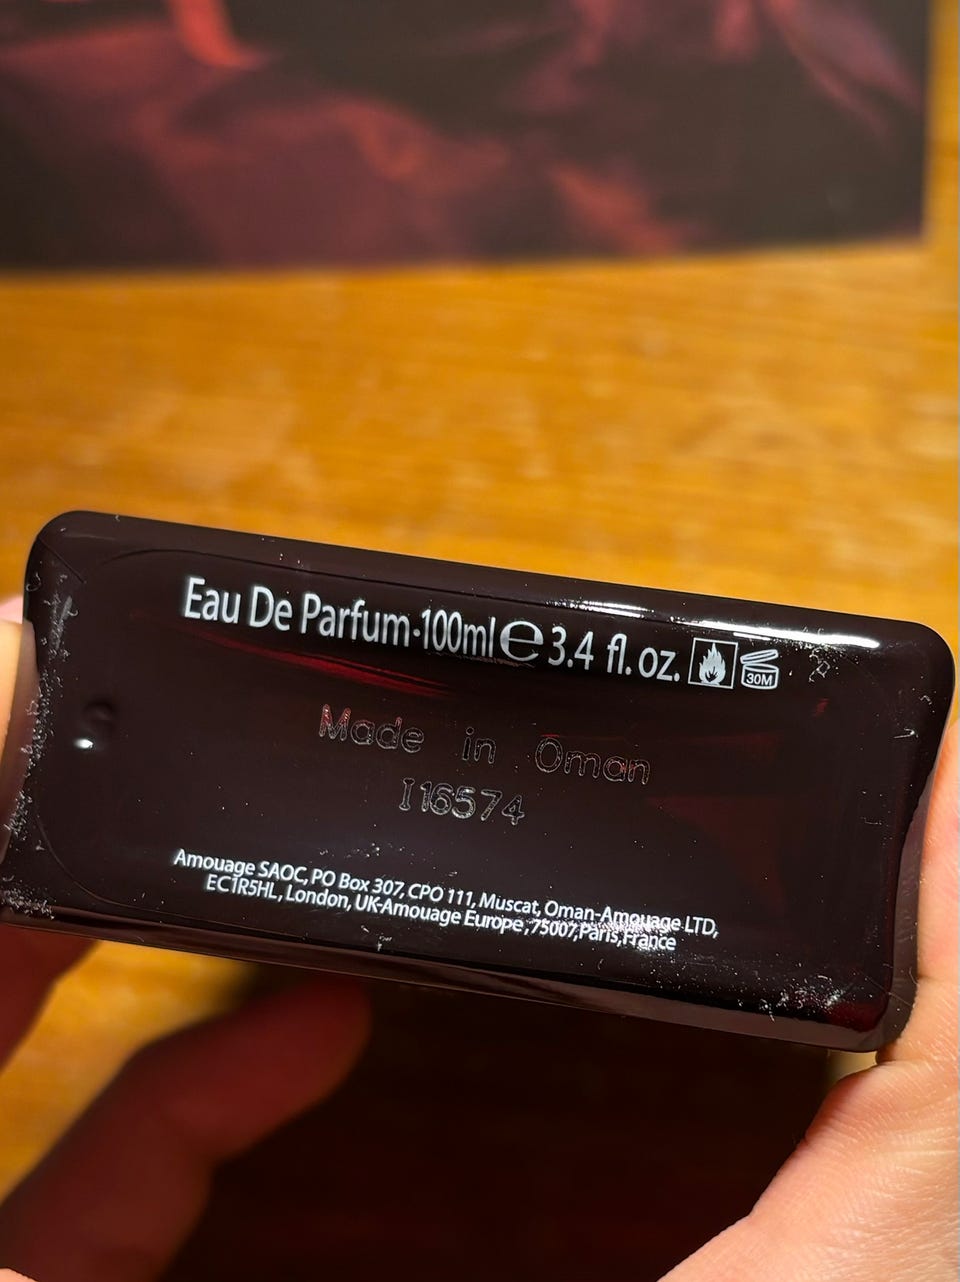 Eau De Parfum·100ml ℮ 3.4 fl. oz.
30M
Made in Oman
I16574
Amouage SAOC, PO Box 307, CPO 111, Muscat, Oman-Amouage LTD,
EC1R5HL, London, UK-Amouage Europe, 75007,Paris,France